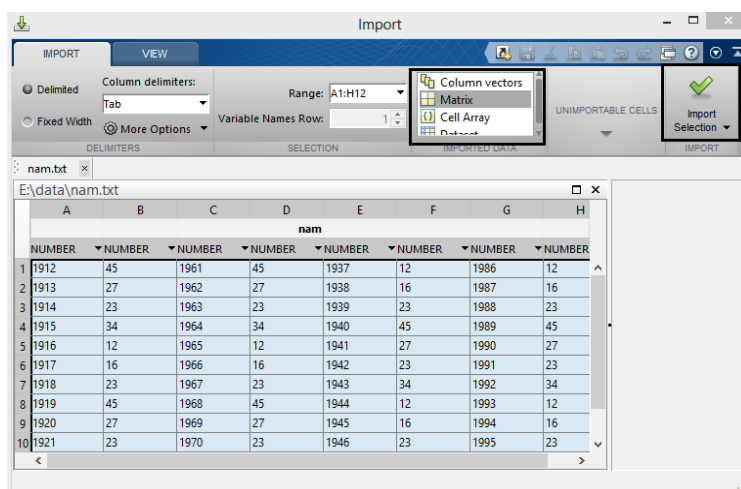 Import
IMPORT VIEW
Delimited
Fixed Width
Column delimiters:
Tab
More Options
DELIMITERS
Range: A1:H12
Variable Names Row: 1
SELECTION
Column vectors
Matrix
Cell Array
Dataset
IMPORTED DATA
UNIMPORTABLE CELLS
Import
Selection
IMPORT
nam.txt
E:\data\nam.txt
A B C D E F G H
nam
NUMBER NUMBER NUMBER NUMBER NUMBER NUMBER NUMBER NUMBER
1 1912 45 1961 45 1937 12 1986 12
2 1913 27 1962 27 1938 16 1987 16
3 1914 23 1963 23 1939 23 1988 23
4 1915 34 1964 34 1940 45 1989 45
5 1916 12 1965 12 1941 27 1990 27
6 1917 16 1966 16 1942 23 1991 23
7 1918 23 1967 23 1943 34 1992 34
8 1919 45 1968 45 1944 12 1993 12
9 1920 27 1969 27 1945 16 1994 16
10 1921 23 1970 23 1946 23 1995 23